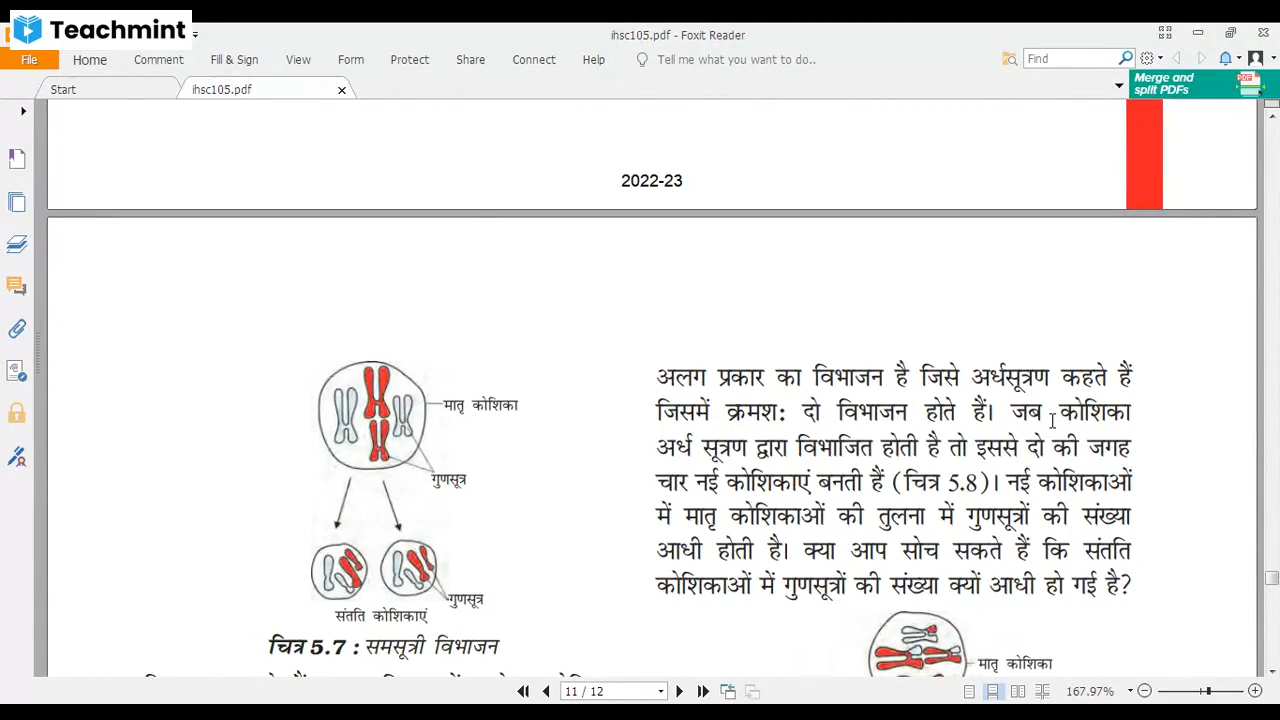 Teachmint
ihsc105.pdf - Foxit Reader
File Home Comment Fill & Sign View Form Protect Share Connect Help Tell me what you want to do.. Find
Start ihsc105.pdf
Merge and
split PDFs
2022-23
मातृ कोशिका
गुणसूत्र
गुणसूत्र
संतति कोशिकाएं
चित्र 5.7 : समसूत्री विभाजन
अलग प्रकार का विभाजन है जिसे अर्धसूत्रण कहते हैं
जिसमें क्रमशः दो विभाजन होते हैं। जब कोशिका
अर्ध सूत्रण द्वारा विभाजित होती है तो इससे दो की जगह
चार नई कोशिकाएं बनती हैं (चित्र 5.8)। नई कोशिकाओं
में मातृ कोशिकाओं की तुलना में गुणसूत्रों की संख्या
आधी होती है। क्या आप सोच सकते हैं कि संतति
कोशिकाओं में गुणसूत्रों की संख्या क्यों आधी हो गई है?
मातृ कोशिका
11 / 12
167.97%